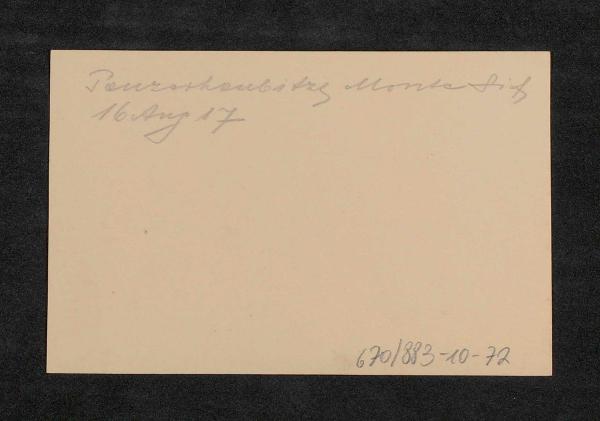 Panzerhaubitze Monte Sief
16 Aug 17
670/883-10-72